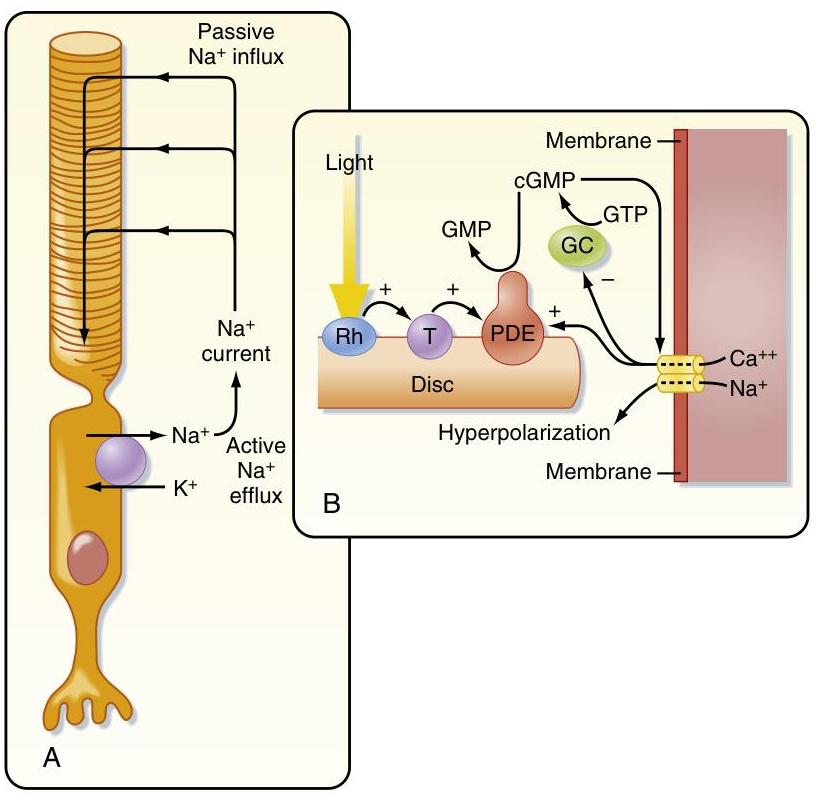 Passive
Na⁺ influx
Na⁺
current
Na⁺
Active
Na⁺
efflux
K⁺
A
Membrane
Light
cGMP
GTP
GMP
GC
–
+
+
+
Rh
T
PDE
Ca⁺⁺
Disc
Na⁺
Hyperpolarization
Membrane
B